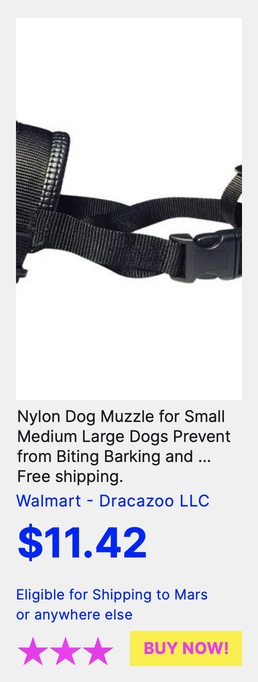 Nylon Dog Muzzle for Small
Medium Large Dogs Prevent
from Biting Barking and ...
Free shipping.
Walmart - Dracazoo LLC
$11.42
Eligible for Shipping to Mars
or anywhere else
BUY NOW!